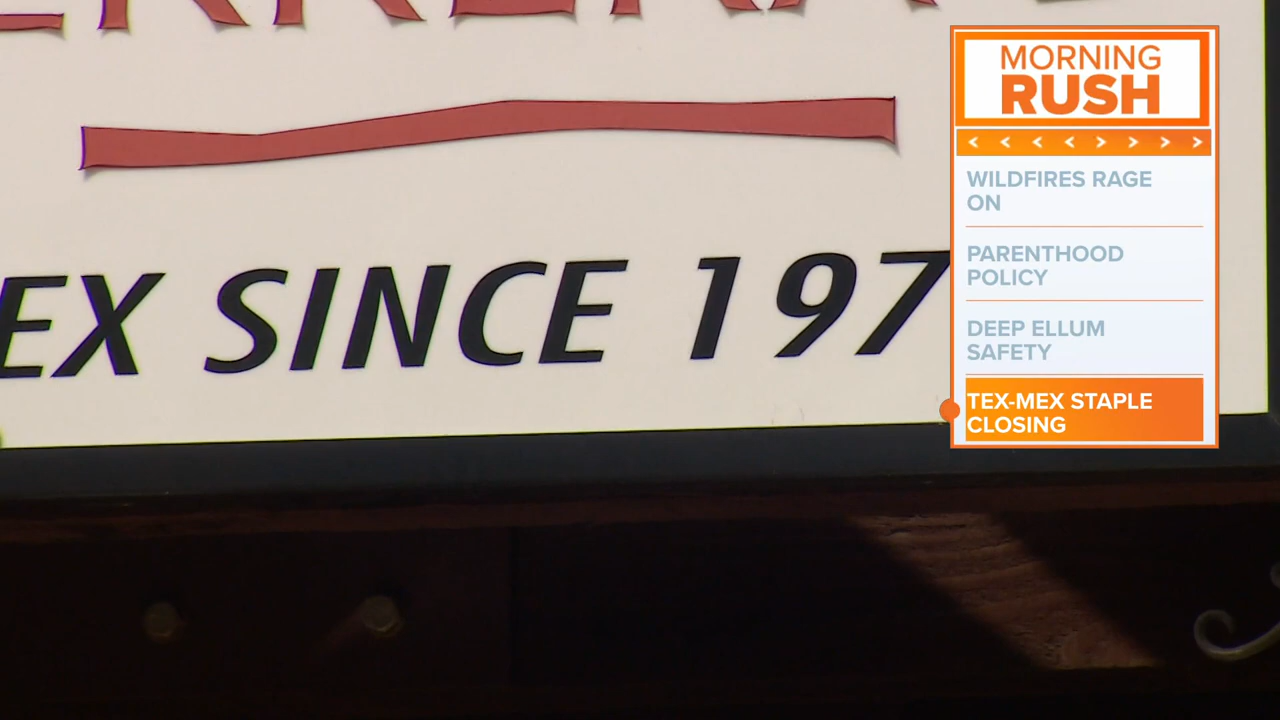 EX SINCE 197
MORNING
RUSH
WILDFIRES RAGE
ON
PARENTHOOD
POLICY
DEEP ELLUM
SAFETY
TEX-MEX STAPLE
CLOSING